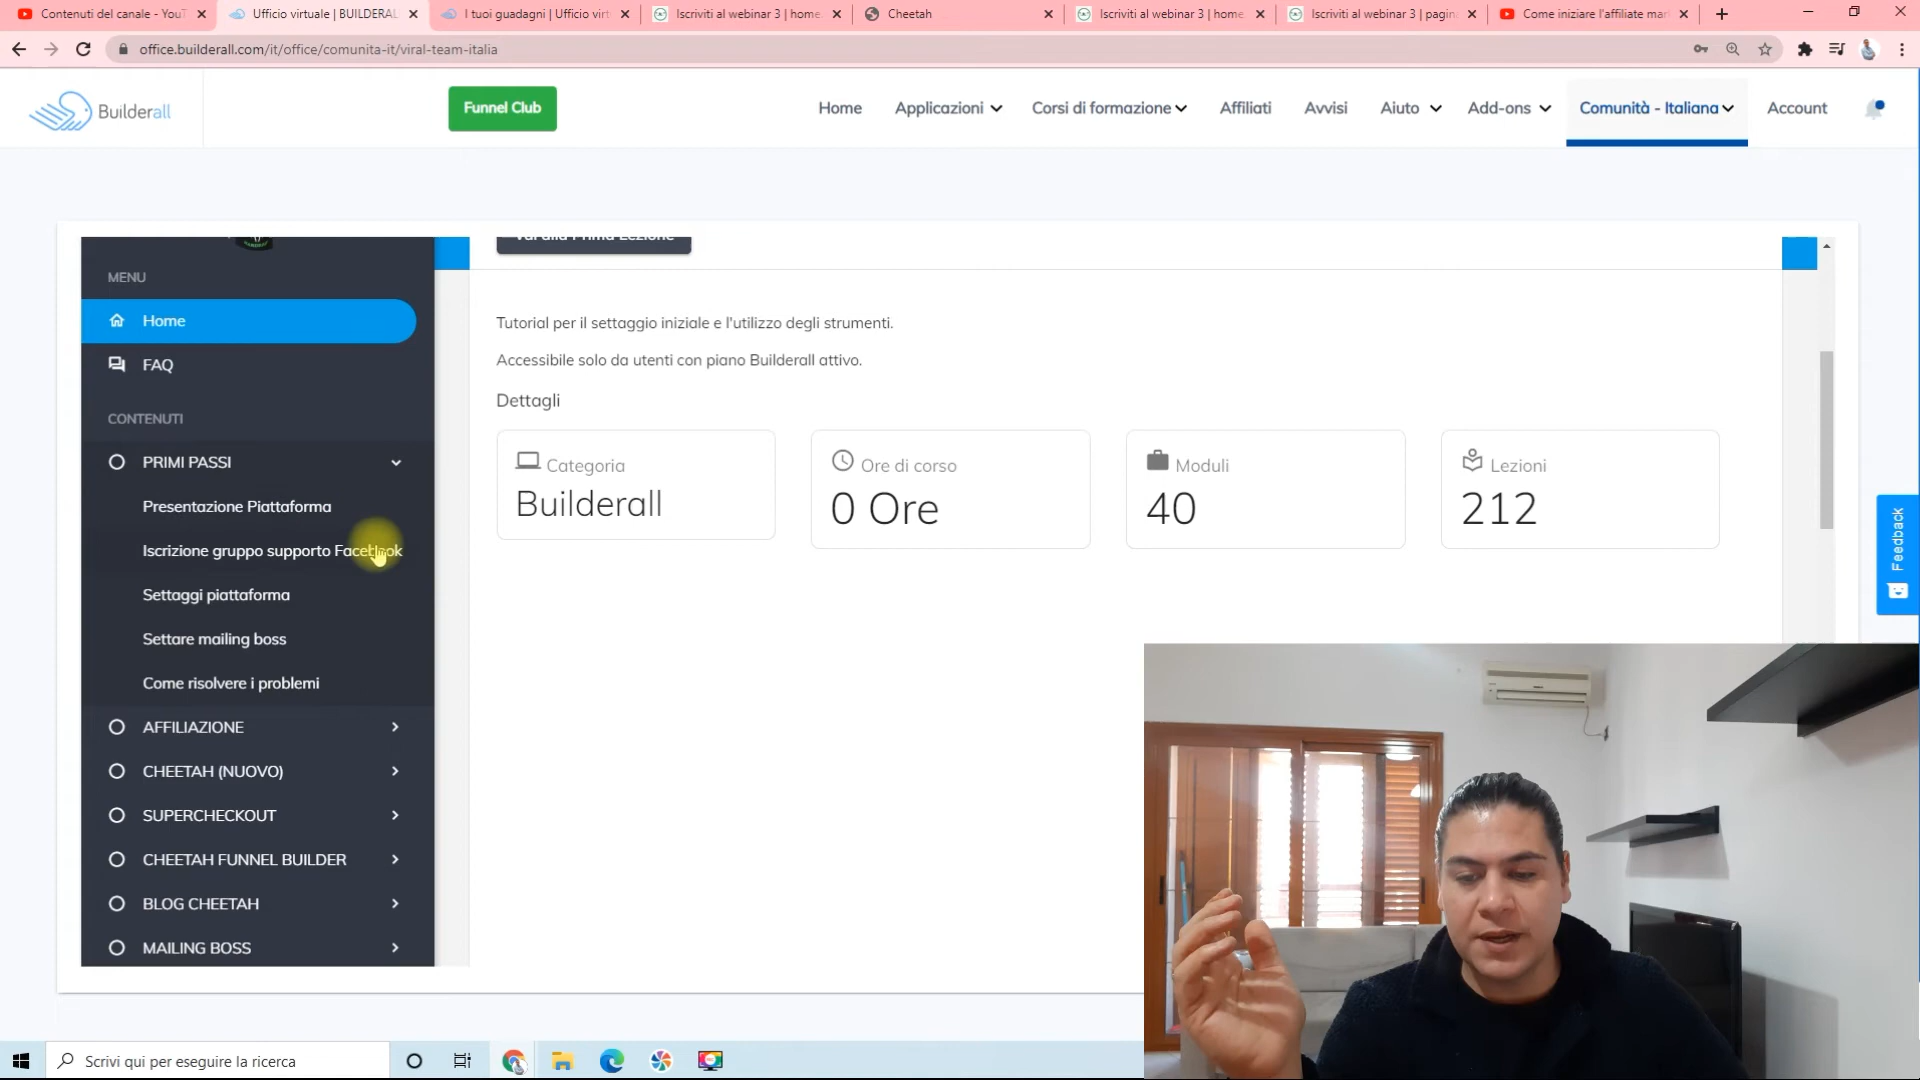 Contenuti del canale - YouT
Ufficio virtuale | BUILDERAL
I tuoi guadagni | Ufficio virt
Iscriviti al webinar 3 | home
Cheetah
Iscriviti al webinar 3 | home
Iscriviti al webinar 3 | pagin
Come iniziare l'affiliate mar
office.builderall.com/it/office/comunita-it/viral-team-italia
Builderall
Funnel Club
Home
Applicazioni
Corsi di formazione
Affiliati
Avvisi
Aiuto
Add-ons
Comunità - Italiana
Account
Vai alla Prima Lezione
MENU
Home
FAQ
CONTENUTI
PRIMI PASSI
Presentazione Piattaforma
Iscrizione gruppo supporto Facebook
Settaggi piattaforma
Settare mailing boss
Come risolvere i problemi
AFFILIAZIONE
CHEETAH (NUOVO)
SUPERCHECKOUT
CHEETAH FUNNEL BUILDER
BLOG CHEETAH
MAILING BOSS
Tutorial per il settaggio iniziale e l'utilizzo degli strumenti.
Accessibile solo da utenti con piano Builderall attivo.
Dettagli
Categoria
Builderall
Ore di corso
0 Ore
Moduli
40
Lezioni
212
Feedback
Scrivi qui per eseguire la ricerca